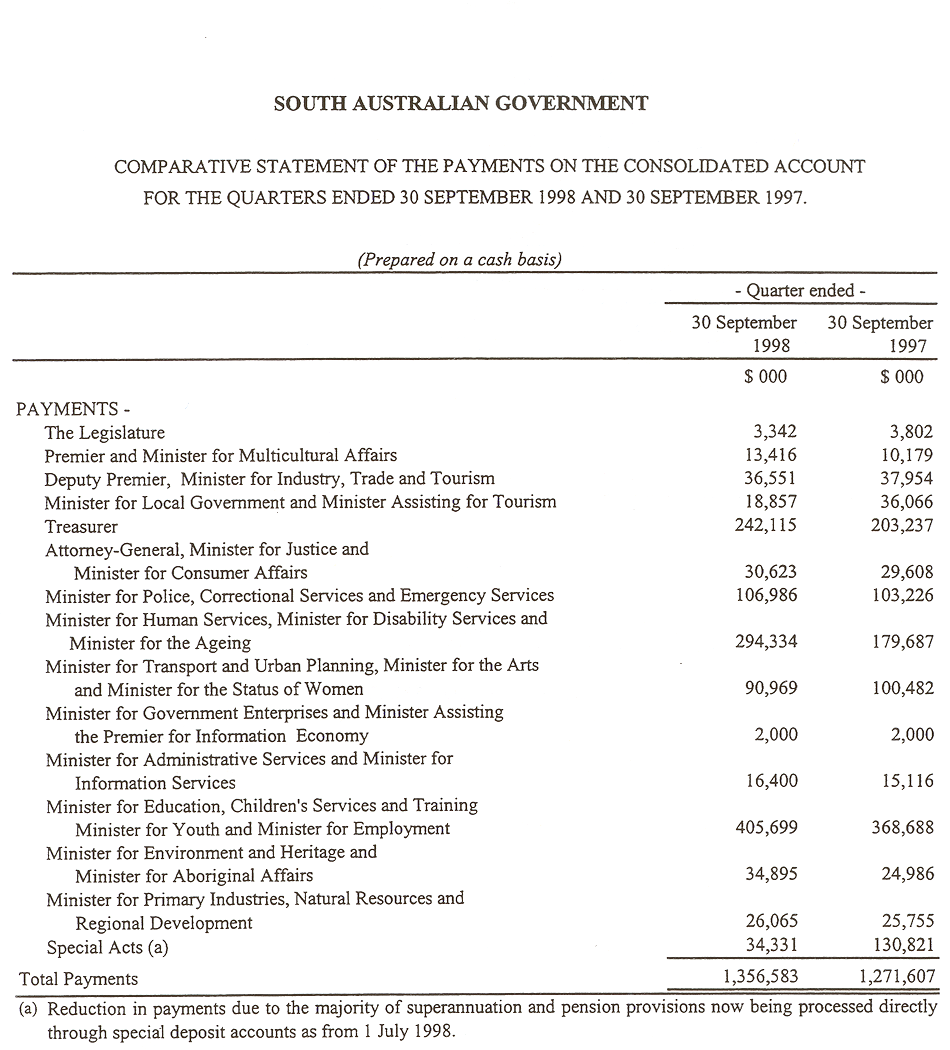 SOUTH AUSTRALIAN GOVERNMENT
COMPARATIVE STATEMENT OF THE PAYMENTS ON THE CONSOLIDATED ACCOUNT
FOR THE QUARTERS ENDED 30 SEPTEMBER 1998 AND 30 SEPTEMBER 1997.
(Prepared on a cash basis)
- Quarter ended -
30 September 30 September
1998 1997
$ 000 $ 000
PAYMENTS -
The Legislature 3,342 3,802
Premier and Minister for Multicultural Affairs 13,416 10,179
Deputy Premier, Minister for Industry, Trade and Tourism 36,551 37,954
Minister for Local Government and Minister Assisting for Tourism 18,857 36,066
Treasurer 242,115 203,237
Attorney-General, Minister for Justice and
Minister for Consumer Affairs 30,623 29,608
Minister for Police, Correctional Services and Emergency Services 106,986 103,226
Minister for Human Services, Minister for Disability Services and
Minister for the Ageing 294,334 179,687
Minister for Transport and Urban Planning, Minister for the Arts
and Minister for the Status of Women 90,969 100,482
Minister for Government Enterprises and Minister Assisting
the Premier for Information Economy 2,000 2,000
Minister for Administrative Services and Minister for
Information Services 16,400 15,116
Minister for Education, Children's Services and Training
Minister for Youth and Minister for Employment 405,699 368,688
Minister for Environment and Heritage and
Minister for Aboriginal Affairs 34,895 24,986
Minister for Primary Industries, Natural Resources and
Regional Development 26,065 25,755
Special Acts (a) 34,331 130,821
Total Payments 1,356,583 1,271,607
(a) Reduction in payments due to the majority of superannuation and pension provisions now being processed directly
through special deposit accounts as from 1 July 1998.